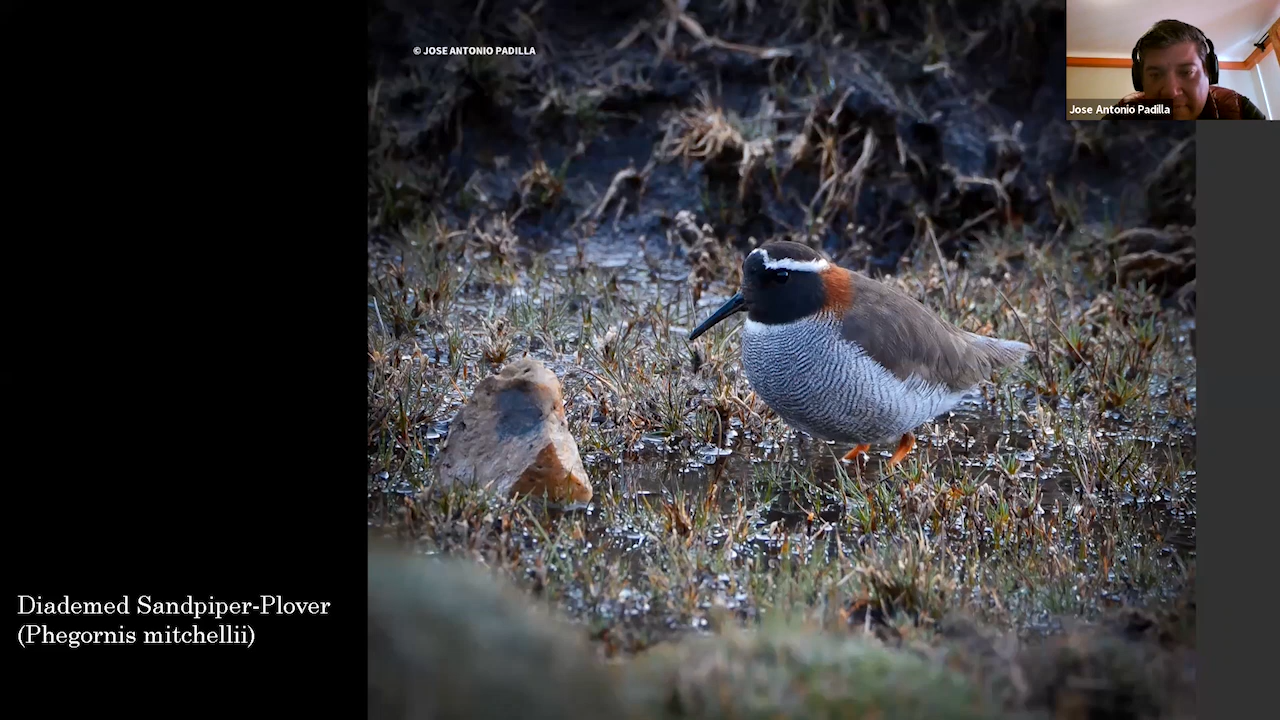 © JOSE ANTONIO PADILLA
Jose Antonio Padilla
Diademed Sandpiper-Plover
(Phegornis mitchellii)